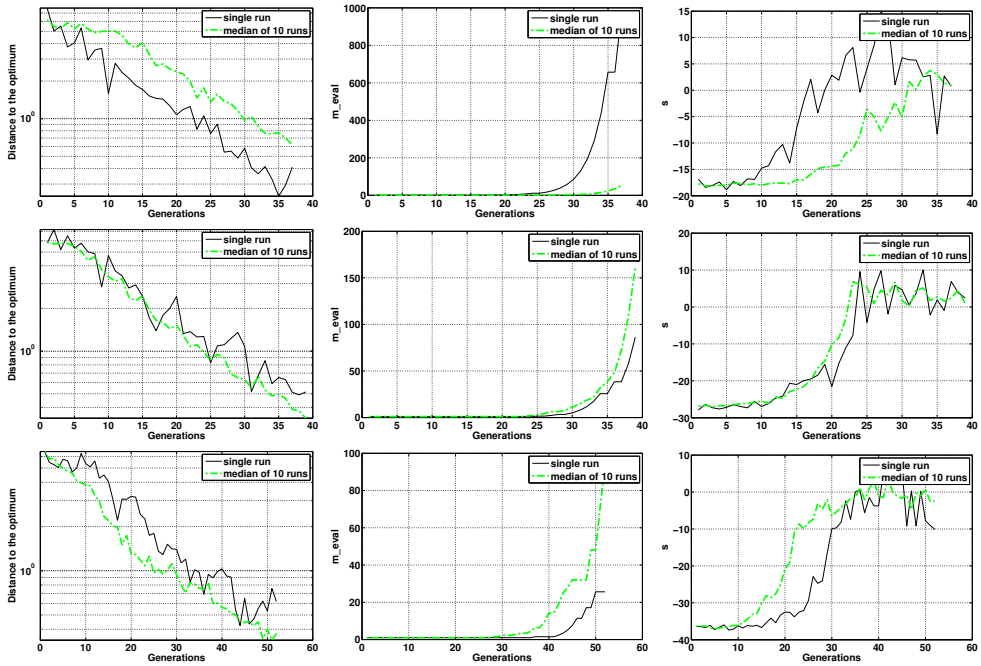 single run
median of 10 runs
Distance to the optimum
10⁰
0 5 10 15 20 25 30 35 40
Generations
1000
single run
median of 10 runs
800
600
m_eval
400
200
0
0 5 10 15 20 25 30 35 40
Generations
15
single run
median of 10 runs
10
5
0
s
−5
−10
−15
−20
0 5 10 15 20 25 30 35 40
Generations
single run
median of 10 runs
Distance to the optimum
10⁰
0 5 10 15 20 25 30 35 40
Generations
200
single run
median of 10 runs
150
m_eval
100
50
0
0 5 10 15 20 25 30 35 40
Generations
20
single run
median of 10 runs
10
0
s
−10
−20
−30
0 5 10 15 20 25 30 35 40
Generations
single run
median of 10 runs
Distance to the optimum
10⁰
0 10 20 30 40 50 60
Generations
100
single run
median of 10 runs
80
60
m_eval
40
20
0
0 10 20 30 40 50 60
Generations
single run
median of 10 runs
0
−10
s
−20
−30
−40
0 10 20 30 40 50 60
Generations